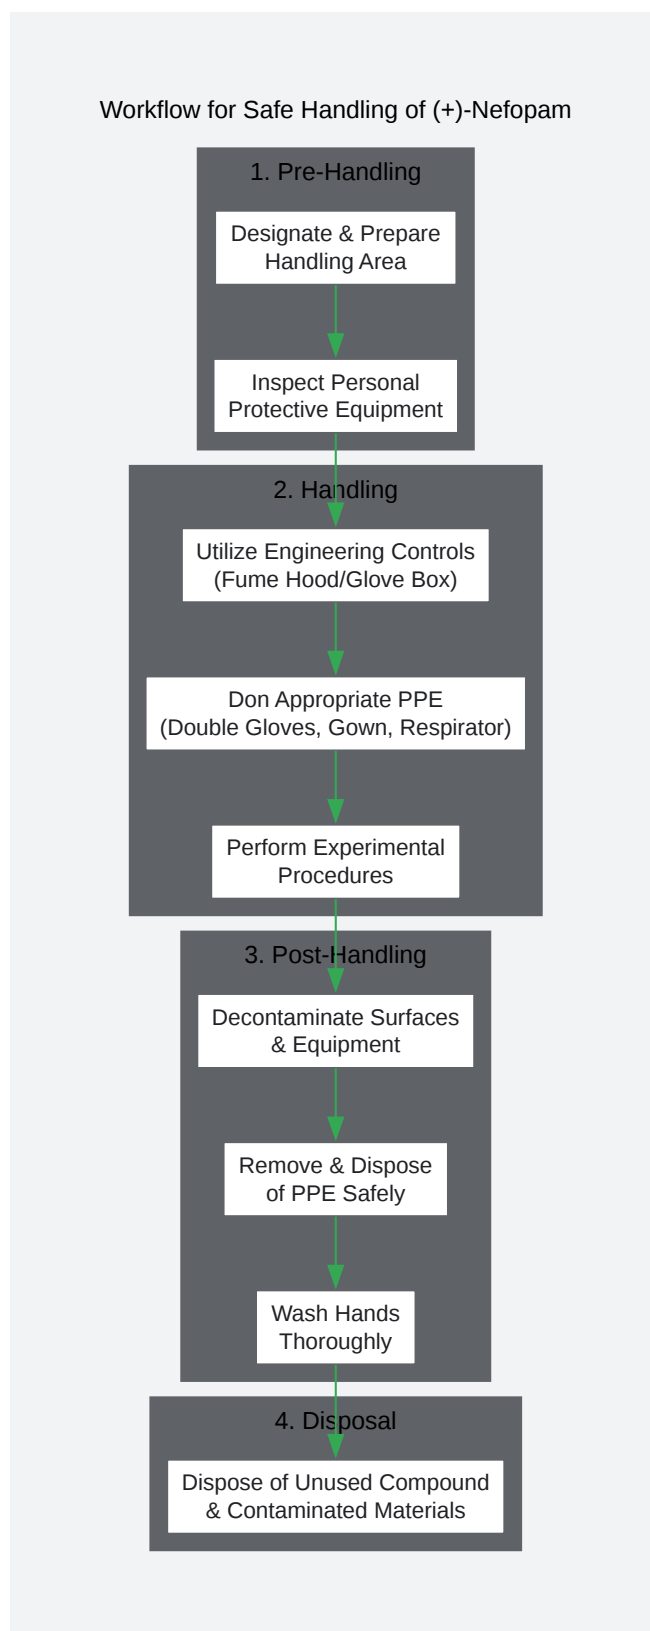 Workflow for Safe Handling of (+)-Nefopam
1. Pre-Handling
Designate & Prepare
Handling Area
Inspect Personal
Protective Equipment
2. Handling
Utilize Engineering Controls
(Fume Hood/Glove Box)
Don Appropriate PPE
(Double Gloves, Gown, Respirator)
Perform Experimental
Procedures
3. Post-Handling
Decontaminate Surfaces
& Equipment
Remove & Dispose
of PPE Safely
Wash Hands
Thoroughly
4. Disposal
Dispose of Unused Compound
& Contaminated Materials